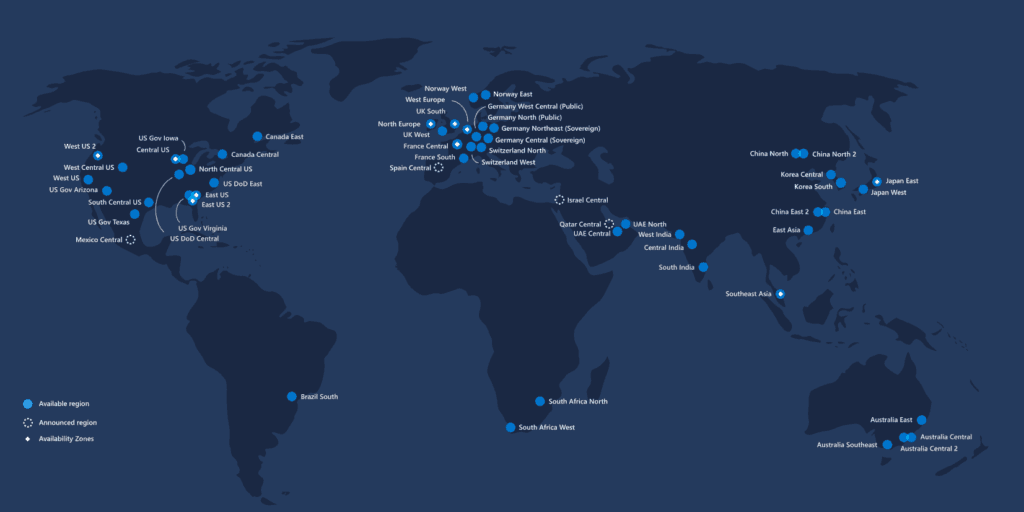 Norway West
Norway East
West Europe
Germany West Central (Public)
UK South
Germany North (Public)
North Europe
Germany Northeast (Sovereign)
UK West
Germany Central (Sovereign)
France Central
Switzerland North
France South
Switzerland West
Spain Central
US Gov Iowa
Canada East
West US 2
Central US
Canada Central
West Central US
North Central US
West US
US DoD East
US Gov Arizona
East US
South Central US
East US 2
US Gov Texas
US Gov Virginia
Mexico Central
US DoD Central
China North
China North 2
Korea Central
Korea South
Japan East
Japan West
Israel Central
China East 2
China East
Qatar Central
UAE North
UAE Central
West India
East Asia
Central India
South India
Southeast Asia
Brazil South
South Africa North
South Africa West
Australia East
Australia Central
Australia Southeast
Australia Central 2
Available region
Announced region
Availability Zones